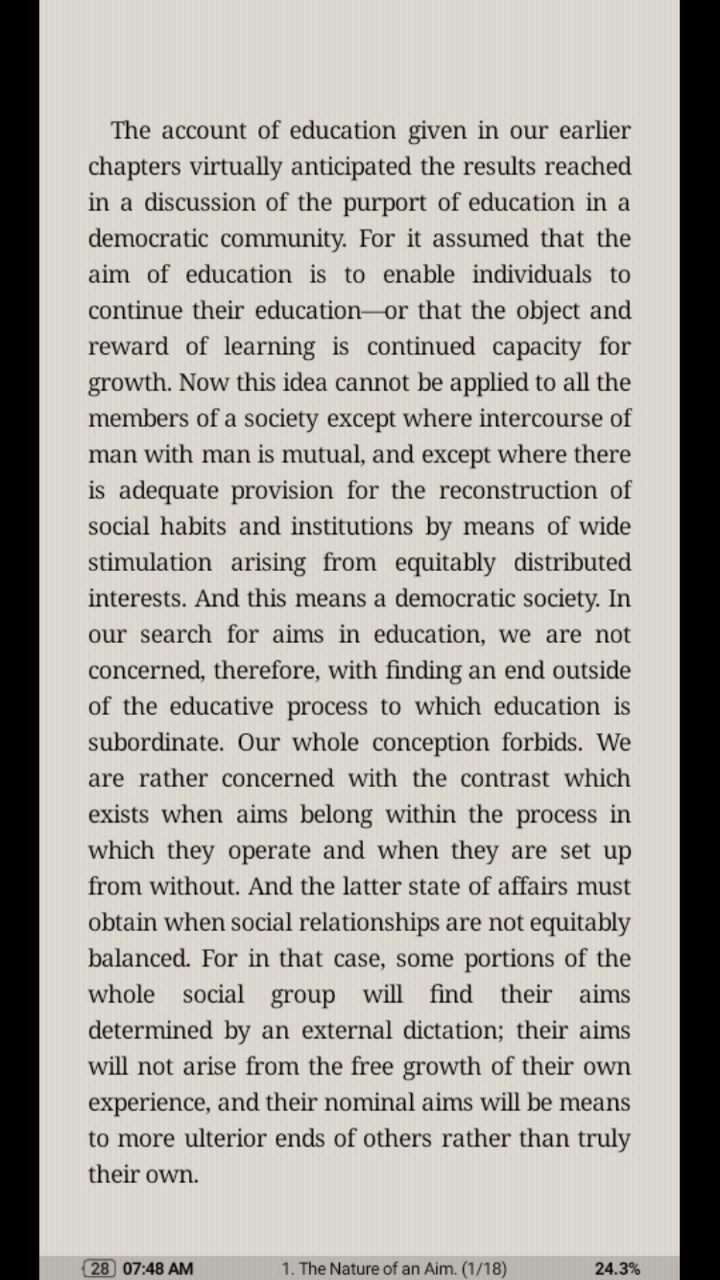 The account of education given in our earlier
chapters virtually anticipated the results reached
in a discussion of the purport of education in a
democratic community. For it assumed that the
aim of education is to enable individuals to
continue their education—or that the object and
reward of learning is continued capacity for
growth. Now this idea cannot be applied to all the
members of a society except where intercourse of
man with man is mutual, and except where there
is adequate provision for the reconstruction of
social habits and institutions by means of wide
stimulation arising from equitably distributed
interests. And this means a democratic society. In
our search for aims in education, we are not
concerned, therefore, with finding an end outside
of the educative process to which education is
subordinate. Our whole conception forbids. We
are rather concerned with the contrast which
exists when aims belong within the process in
which they operate and when they are set up
from without. And the latter state of affairs must
obtain when social relationships are not equitably
balanced. For in that case, some portions of the
whole social group will find their aims
determined by an external dictation; their aims
will not arise from the free growth of their own
experience, and their nominal aims will be means
to more ulterior ends of others rather than truly
their own.
28 07:48 AM 1. The Nature of an Aim. (1/18) 24.3%